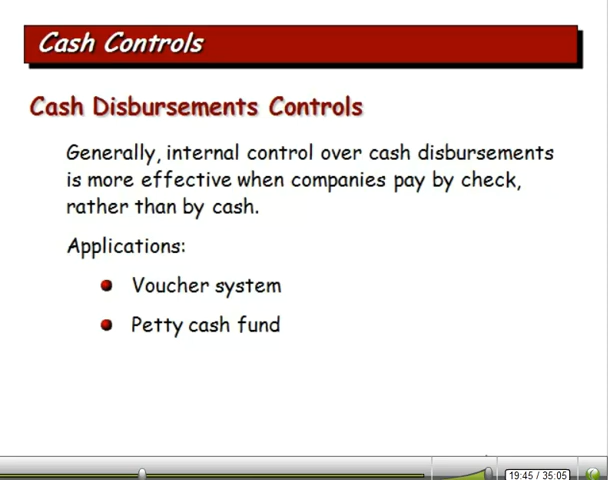 Cash Controls
Cash Disbursements Controls
Generally, internal control over cash disbursements
is more effective when companies pay by check,
rather than by cash.
Applications:
Voucher system
Petty cash fund
19:45 / 35:05